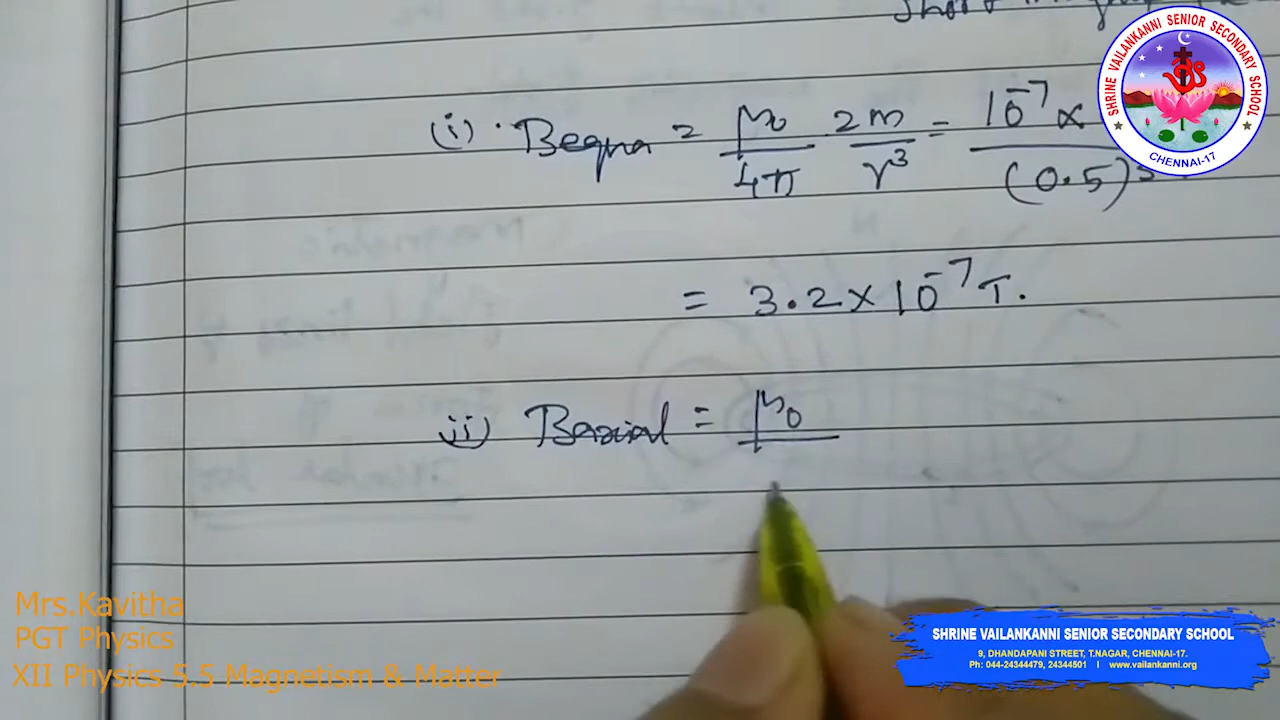 Short
(i) Bequa = μ₀/4π 2m/r³ = 10⁻⁷ x /(0.5)³
= 3.2 x 10⁻⁷ T.
ii) Baxial = μ₀
SHRINE VAILANKANNI SENIOR SECONDARY SCHOOL
CHENNAI-17
Mrs.Kavitha
PGT Physics
XII Physics 5.5 Magnetism & Matter
SHRINE VAILANKANNI SENIOR SECONDARY SCHOOL
9, DHANDAPANI STREET, T.NAGAR, CHENNAI-17.
Ph: 044-24344479, 24344501 | www.vailankanni.org